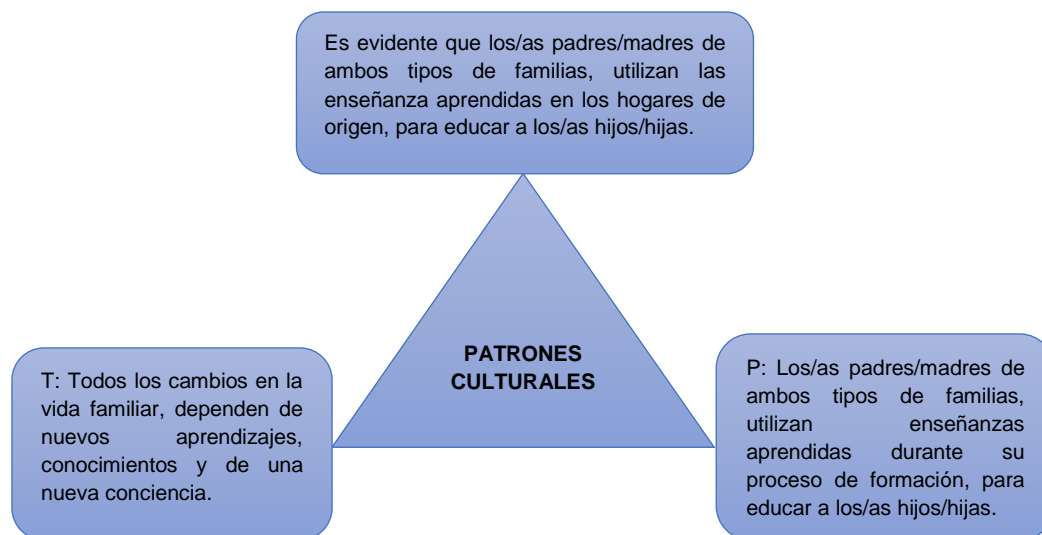 Es evidente que los/as padres/madres de
ambos tipos de familias, utilizan las
enseñanza aprendidas en los hogares de
origen, para educar a los/as hijos/hijas.
PATRONES
CULTURALES
T: Todos los cambios en la
vida familiar, dependen de
nuevos aprendizajes,
conocimientos y de una
nueva conciencia.
P: Los/as padres/madres de
ambos tipos de familias,
utilizan enseñanzas
aprendidas durante su
proceso de formación, para
educar a los/as hijos/hijas.